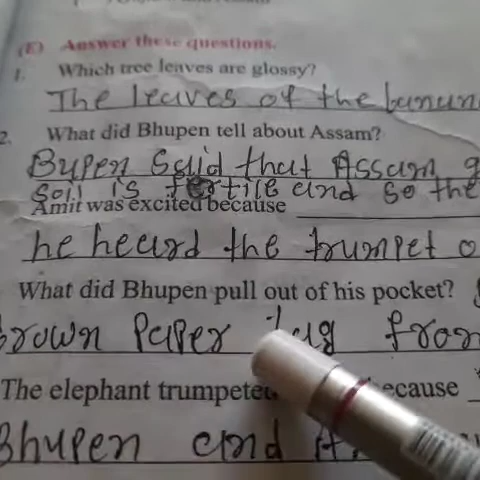 (E) Answer these questions.
1. Which tree leaves are glossy?
The leaves of the banan
2. What did Bhupen tell about Assam?
Bupen Said that Assam
Soil is fertile and so the
Amit was excited because
he heard the trumpet o
What did Bhupen pull out of his pocket?
Brown Paper bag from
The elephant trumpeted because
Bhupen and